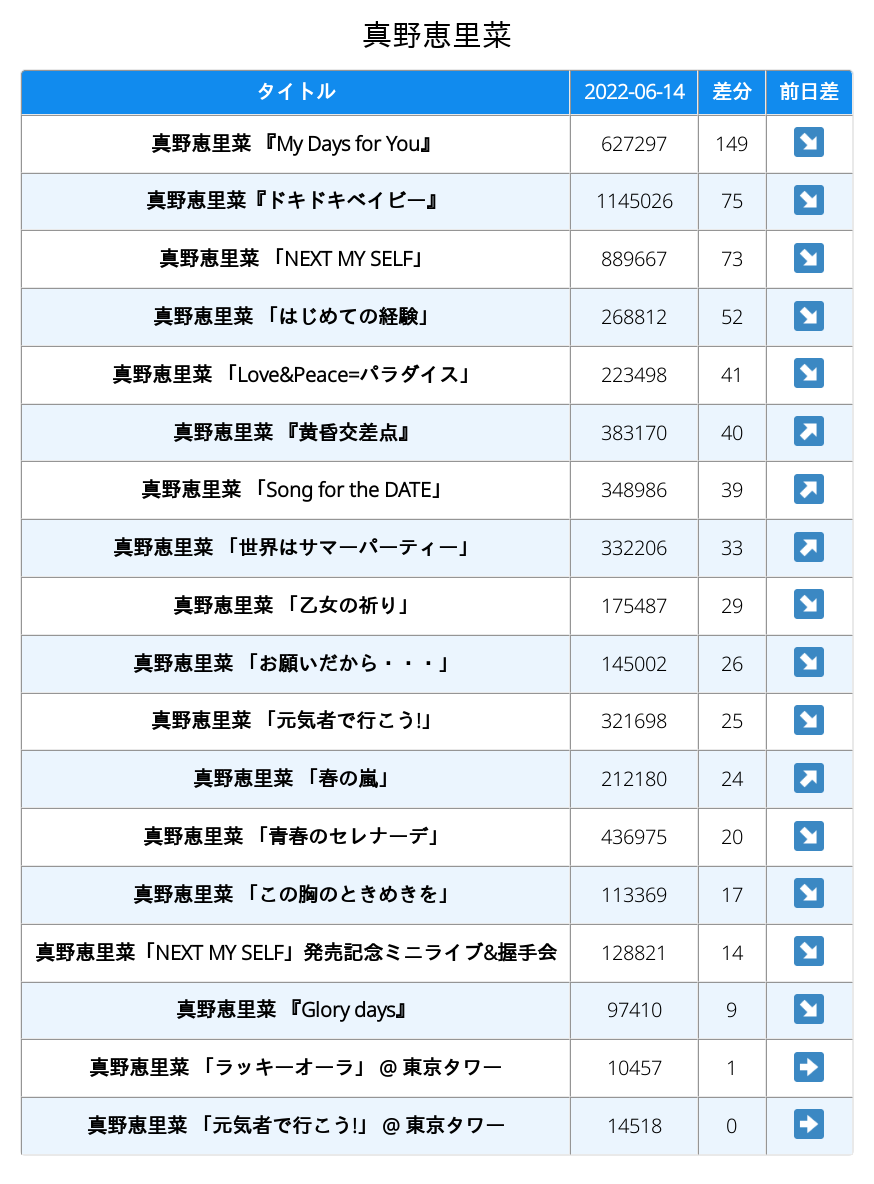 真野恵里菜
タイトル 2022-06-14 差分 前日差
真野恵里菜 『My Days for You』 627297 149 ↘
真野恵里菜『ドキドキベイビー』 1145026 75 ↘
真野恵里菜 「NEXT MY SELF」 889667 73 ↘
真野恵里菜 「はじめての経験」 268812 52 ↘
真野恵里菜 「Love&Peace=パラダイス」 223498 41 ↘
真野恵里菜 『黄昏交差点』 383170 40 ↗
真野恵里菜 「Song for the DATE」 348986 39 ↗
真野恵里菜 「世界はサマーパーティー」 332206 33 ↗
真野恵里菜 「乙女の祈り」 175487 29 ↘
真野恵里菜 「お願いだから・・・」 145002 26 ↘
真野恵里菜 「元気者で行こう!」 321698 25 ↘
真野恵里菜 「春の嵐」 212180 24 ↗
真野恵里菜 「青春のセレナーデ」 436975 20 ↘
真野恵里菜 「この胸のときめきを」 113369 17 ↘
真野恵里菜「NEXT MY SELF」発売記念ミニライブ&握手会 128821 14 ↘
真野恵里菜 『Glory days』 97410 9 ↘
真野恵里菜 「ラッキーオーラ」 @ 東京タワー 10457 1 →
真野恵里菜 「元気者で行こう!」 @ 東京タワー 14518 0 →